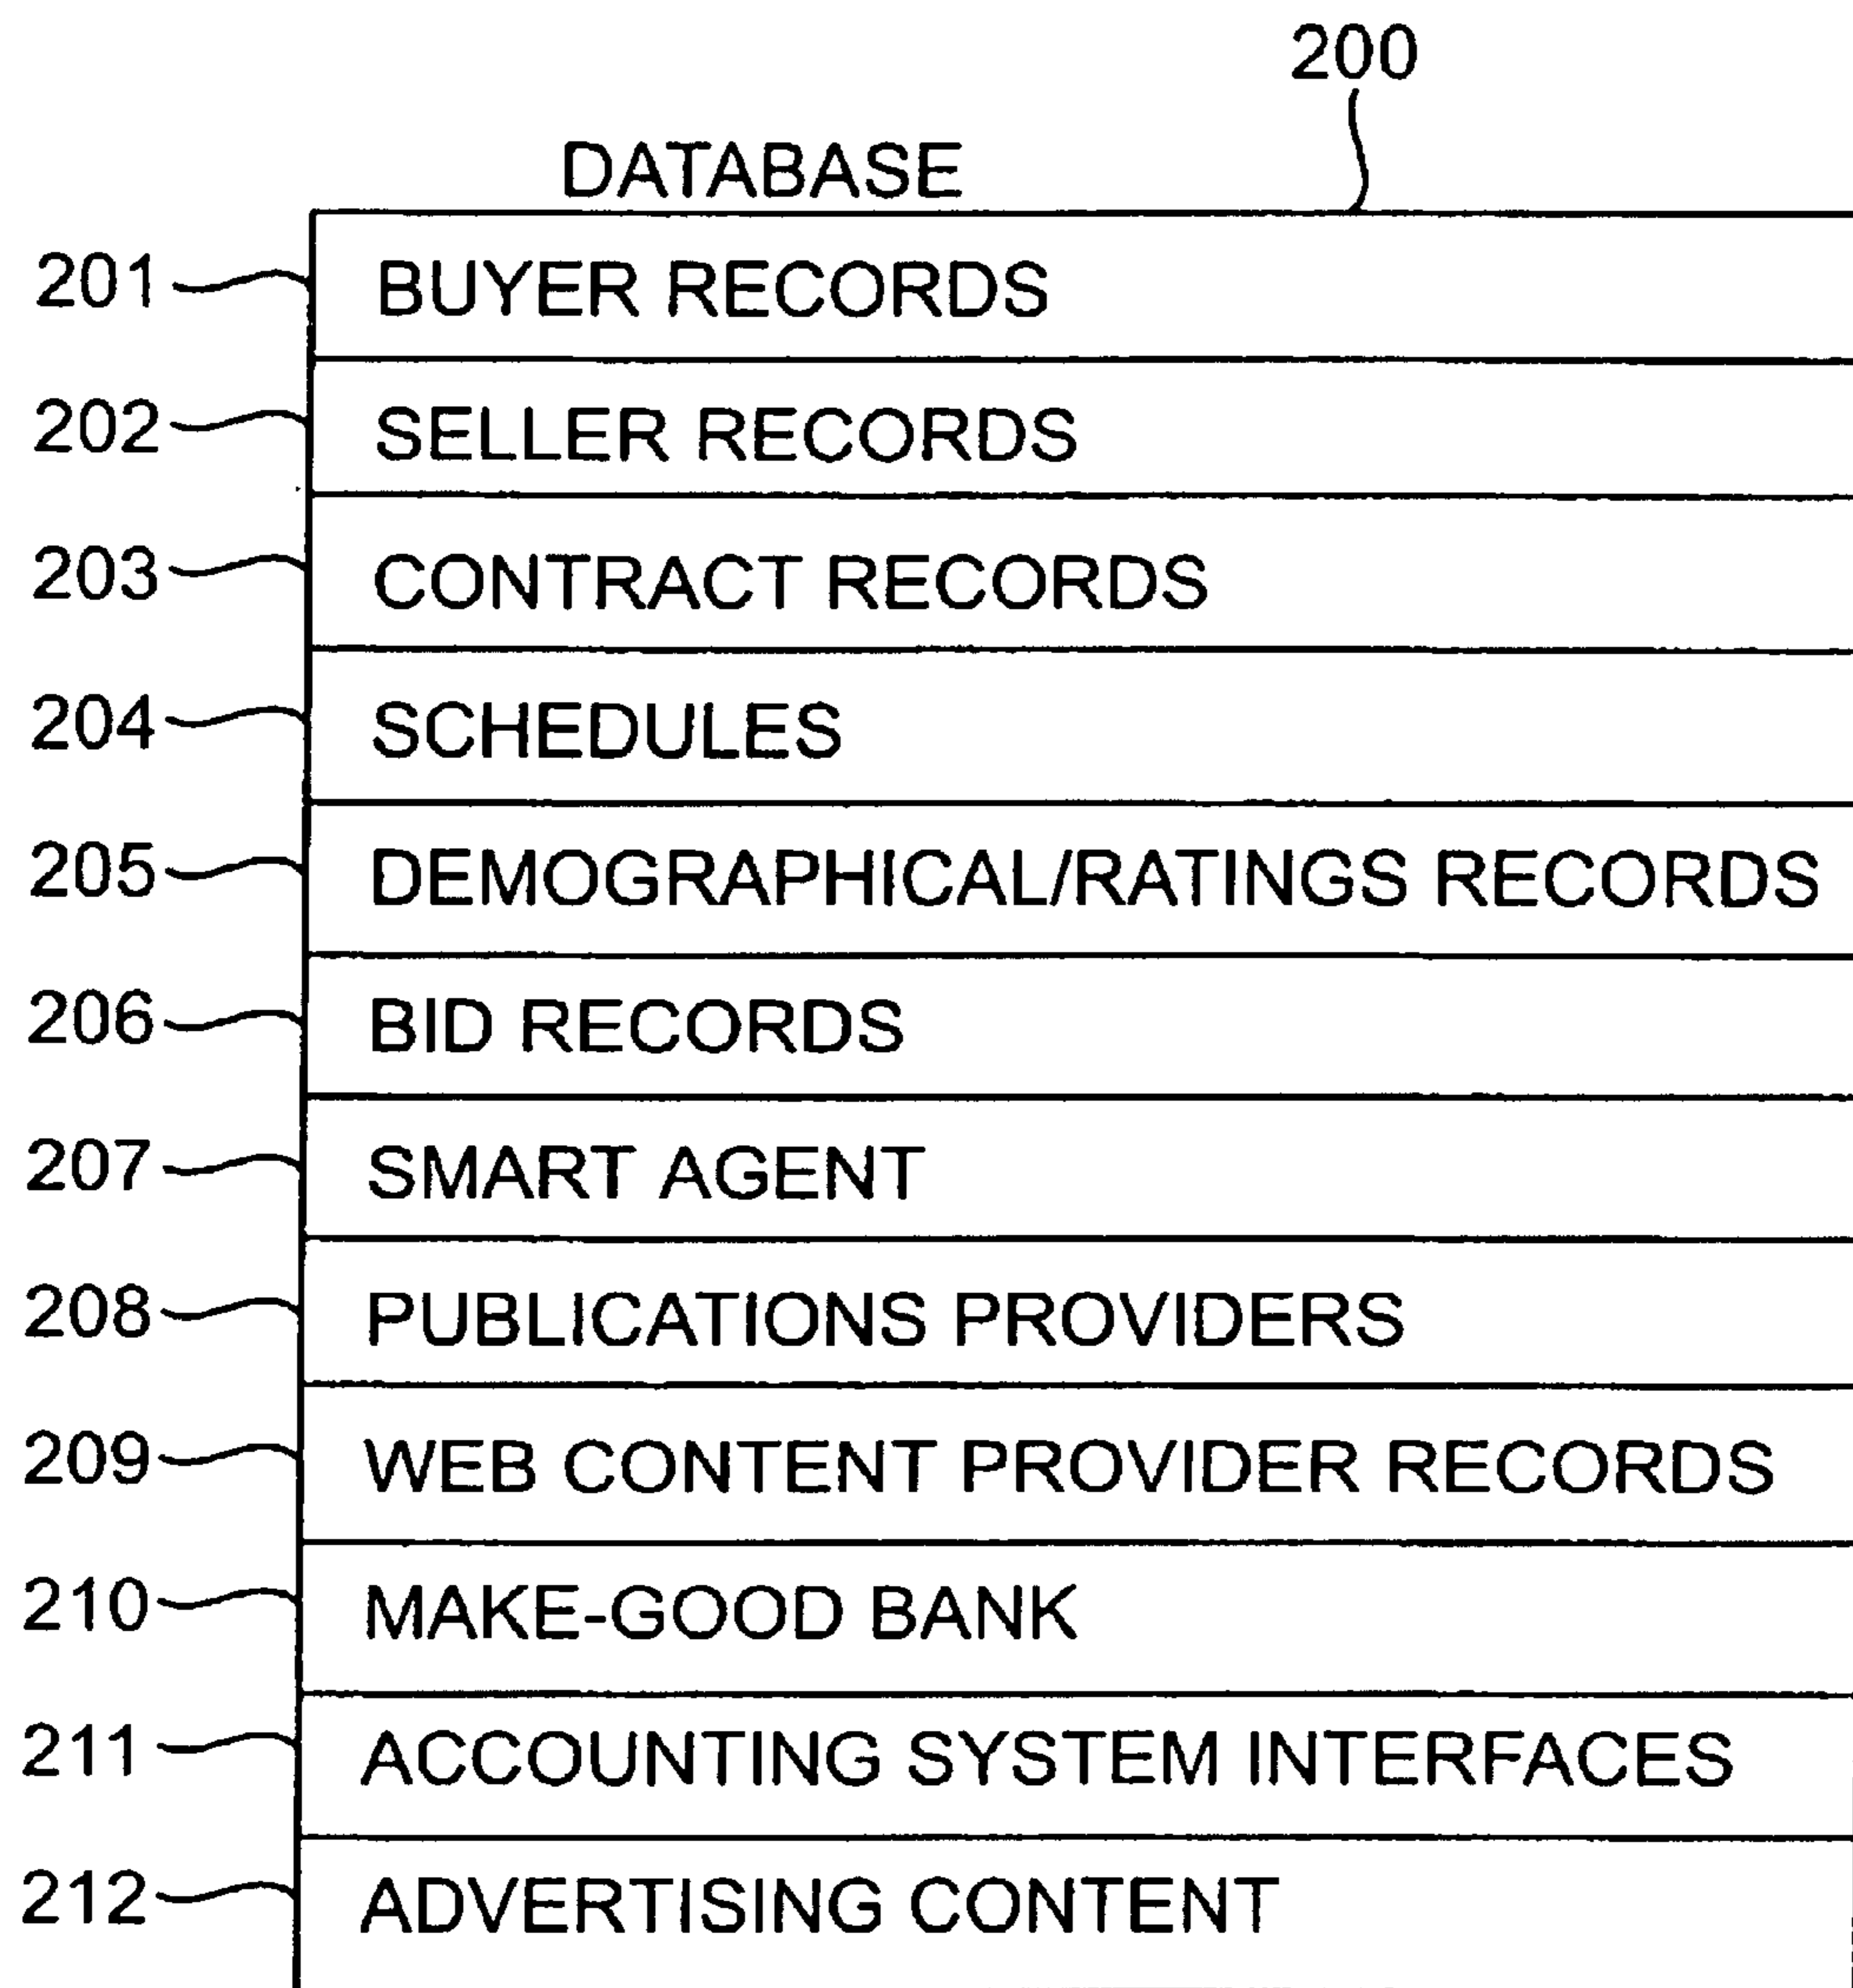 200
DATABASE
201 BUYER RECORDS
202 SELLER RECORDS
203 CONTRACT RECORDS
204 SCHEDULES
205 DEMOGRAPHICAL/RATINGS RECORDS
206 BID RECORDS
207 SMART AGENT
208 PUBLICATIONS PROVIDERS
209 WEB CONTENT PROVIDER RECORDS
210 MAKE-GOOD BANK
211 ACCOUNTING SYSTEM INTERFACES
212 ADVERTISING CONTENT